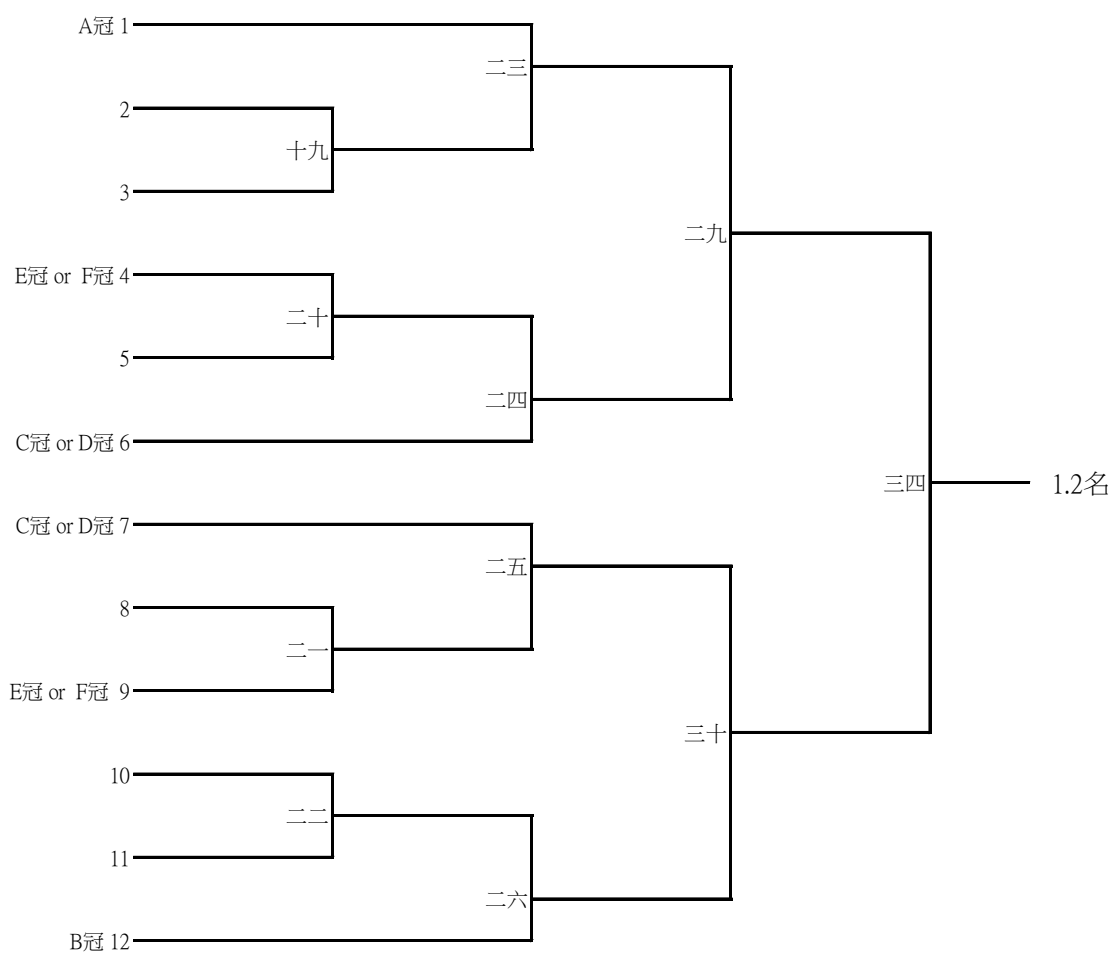 A冠 1
二三
2
十九
3
二九
E冠 or F冠 4
二十
5
二四
C冠 or D冠 6
三四
1.2名
C冠 or D冠 7
二五
8
二一
E冠 or F冠 9
三十
10
二二
11
二六
B冠 12